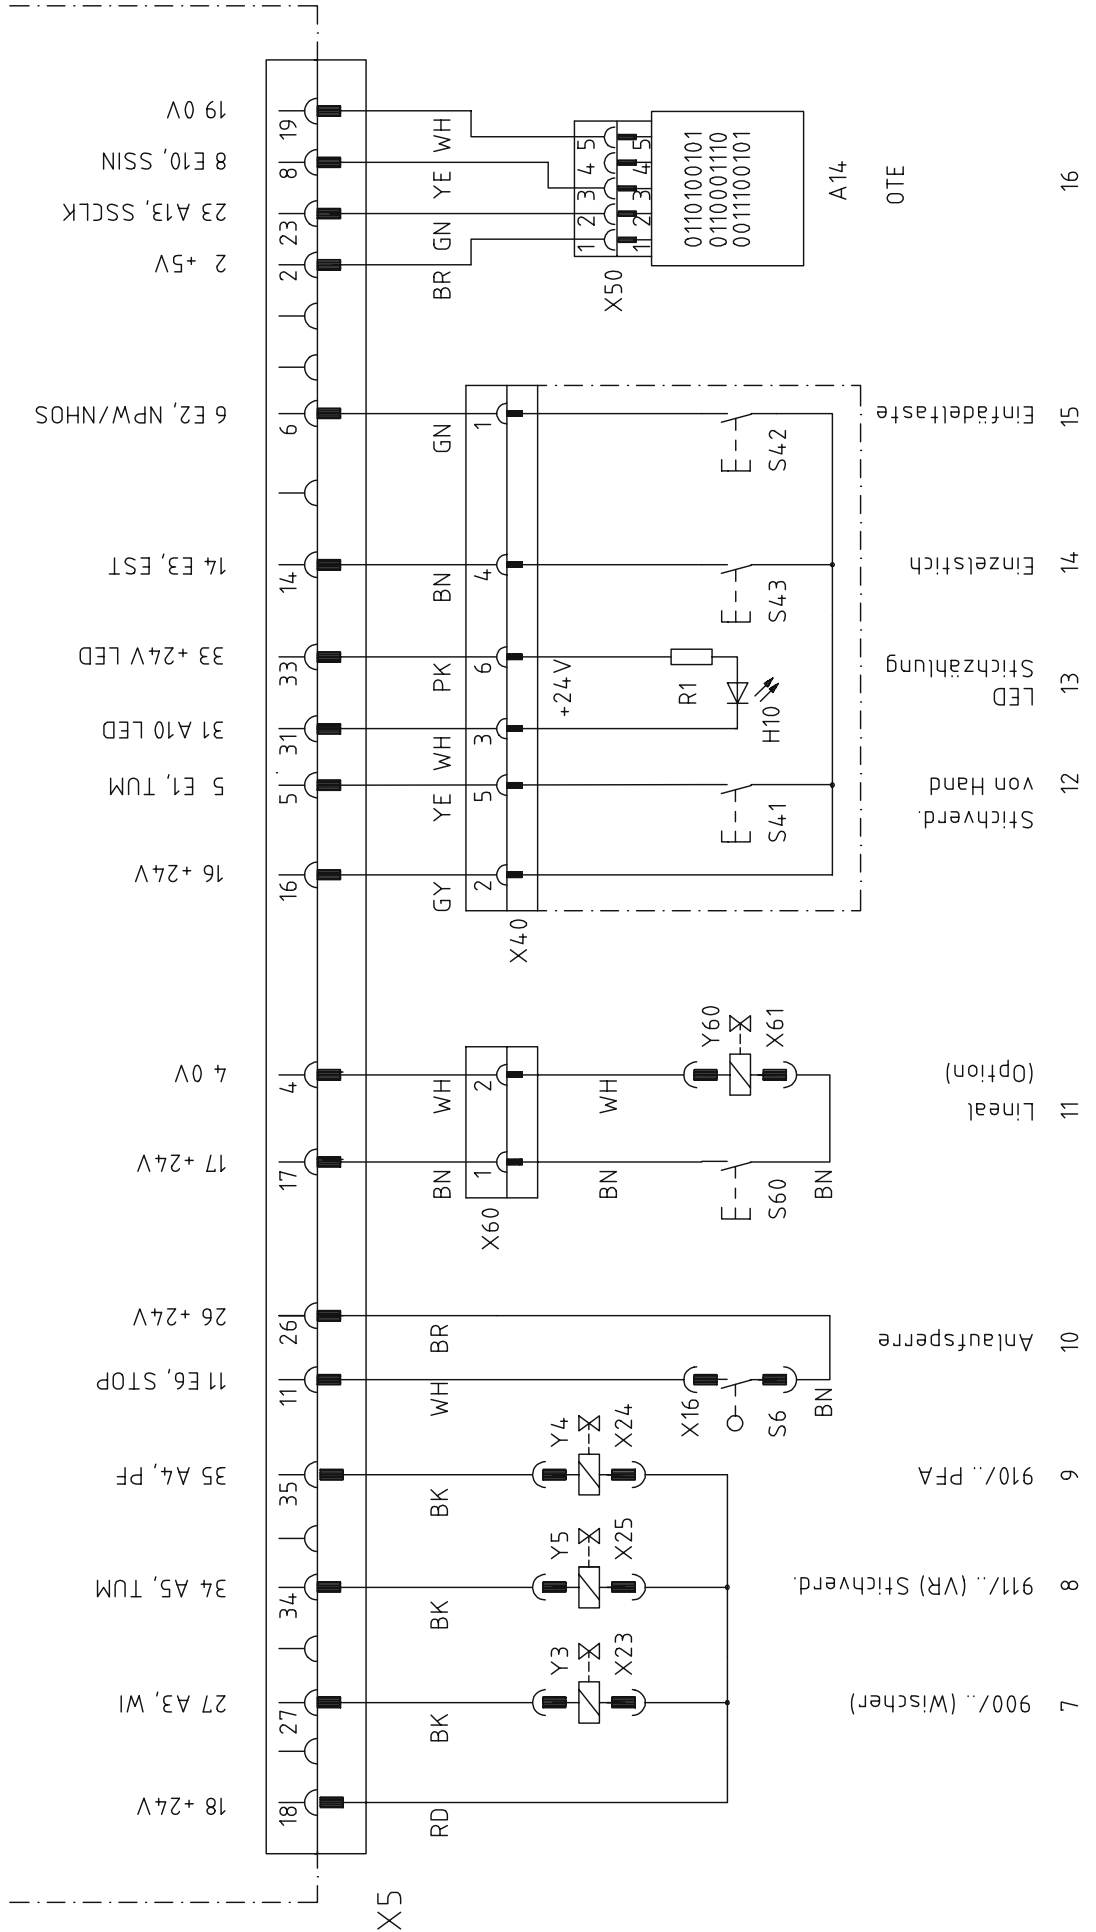 19 0V
8 E10, SSIN
23 A13, SSCLK
2 +5V
6 E2, NPW/NHOS
14 E3, EST
33 +24V LED
31 A10 LED
5 E1, TUM
16 +24V
4 0V
17 +24V
26 +24V
11 E6, STOP
35 A4, PF
34 A5, TUM
27 A3, WI
18 +24V
19
8
23
2
6
14
33
31
5
16
4
17
26
11
35
34
27
18
X5
WH
YE
GN
BR
GN
BN
PK
WH
YE
GY
WH
BN
BR
WH
BK
BK
BK
RD
5
4
3
2
1
5
4
3
2
1
X50
0110100101
0110001110
0011100101
A14
OTE
1
4
6
3
5
2
X40
+24V
S42
S43
R1
H10
S41
2
1
X60
WH
BN
Y60
X61
S60
BN
X16
S6
BN
Y4
X24
Y5
X25
Y3
X23
16
Einfädeltaste
15
Einzelstich
14
Stichzählung
LED
13
von Hand
Stichverd.
12
(Option)
Lineal
11
Anlaufsperre
10
910/.. PFA
9
911/.. (VR) Stichverd.
8
900/.. (Wischer)
7